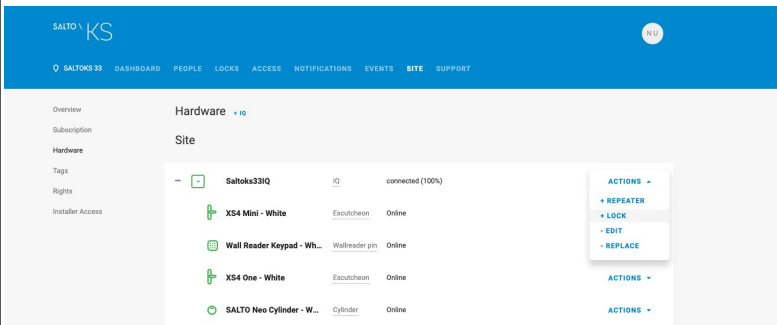 SALTO KS
NU
SALTOKS 33 DASHBOARD PEOPLE LOCKS ACCESS NOTIFICATIONS EVENTS SITE SUPPORT
Overview
Subscription
Hardware
Tags
Rights
Installer Access
Hardware + IQ
Site
Saltoks33IQ IQ connected (100%) ACTIONS
+ REPEATER
+ LOCK
- EDIT
- REPLACE
XS4 Mini - White Escutcheon Online
Wall Reader Keypad - Wh... Wallreader pin Online
XS4 One - White Escutcheon Online ACTIONS
SALTO Neo Cylinder - W... Cylinder Online ACTIONS